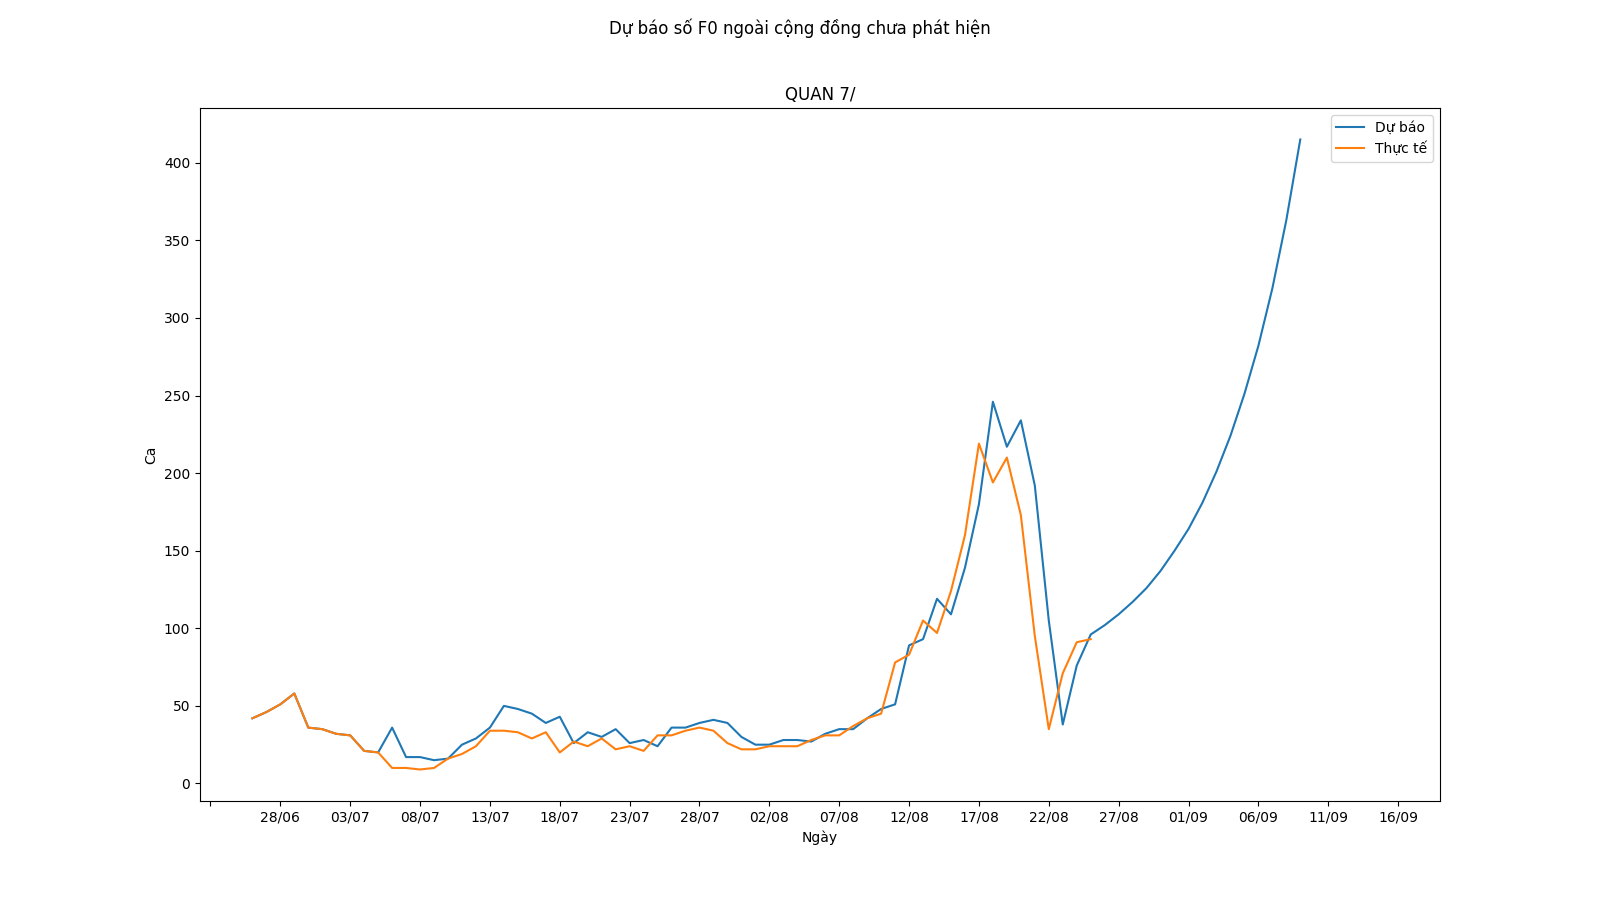 Dự báo số F0 ngoài cộng đồng chưa phát hiện
QUAN 7/
Dự báo
Thực tế
Ca
400
350
300
250
200
150
100
50
0
28/06 03/07 08/07 13/07 18/07 23/07 28/07 02/08 07/08 12/08 17/08 22/08 27/08 01/09 06/09 11/09 16/09
Ngày